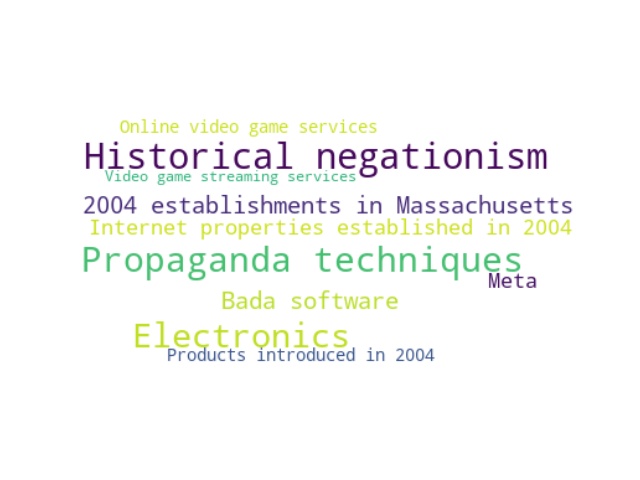 Online video game services
Historical negationism
Video game streaming services
2004 establishments in Massachusetts
Internet properties established in 2004
Propaganda techniques
Meta
Bada software
Electronics
Products introduced in 2004